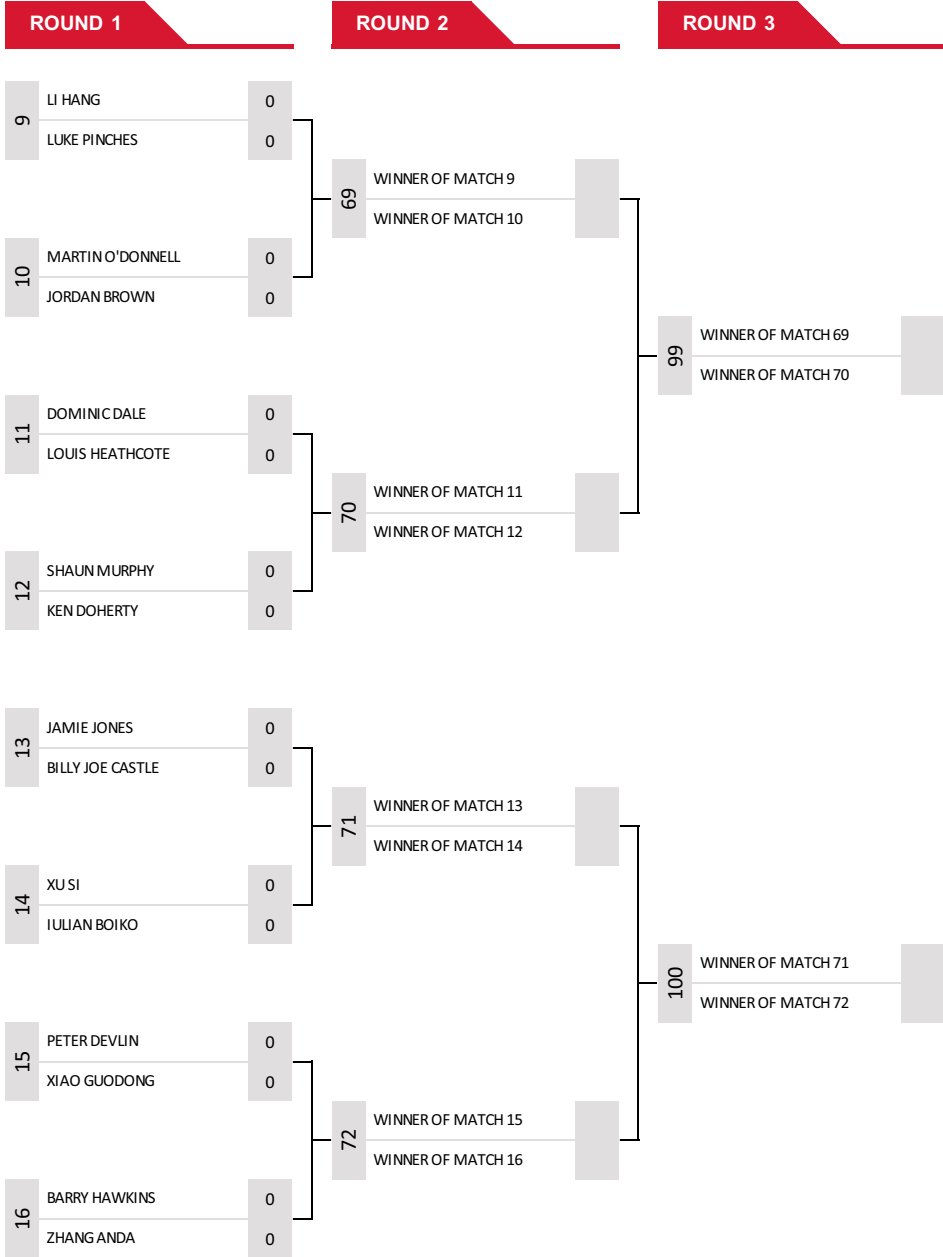 ROUND 1
ROUND 2
ROUND 3
9
LI HANG
0
LUKE PINCHES
0
69
WINNER OF MATCH 9
WINNER OF MATCH 10
10
MARTIN O'DONNELL
0
JORDAN BROWN
0
99
WINNER OF MATCH 69
WINNER OF MATCH 70
11
DOMINIC DALE
0
LOUIS HEATHCOTE
0
70
WINNER OF MATCH 11
WINNER OF MATCH 12
12
SHAUN MURPHY
0
KEN DOHERTY
0
13
JAMIE JONES
0
BILLY JOE CASTLE
0
71
WINNER OF MATCH 13
WINNER OF MATCH 14
14
XU SI
0
IULIAN BOIKO
0
100
WINNER OF MATCH 71
WINNER OF MATCH 72
15
PETER DEVLIN
0
XIAO GUODONG
0
72
WINNER OF MATCH 15
WINNER OF MATCH 16
16
BARRY HAWKINS
0
ZHANG ANDA
0